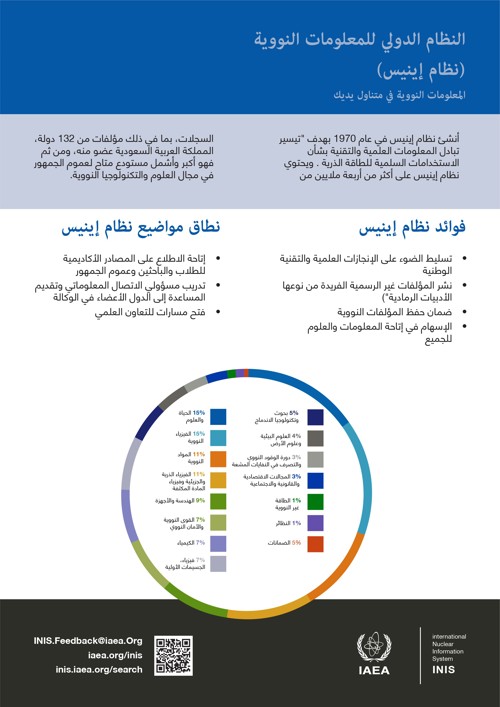 النظام الدولي للمعلومات النووية
(نظام إينيس)
المعلومات النووية في متناول يديك
أنشئ نظام إينيس في عام 1970 بهدف "تيسير
تبادل المعلومات العلمية والتقنية بشأن
الاستخدامات السلمية للطاقة الذرية . ويحتوي
نظام إينيس على أكثر من أربعة ملايين من
السجلات، بما في ذلك مؤلفات من 132 دولة،
المملكة العربية السعودية عضو منه، ومن ثم
فهو أكبر وأشمل مستودع متاح لعموم الجمهور
في مجال العلوم والتكنولوجيا النووية.
فوائد نظام إينيس
• تسليط الضوء على الإنجازات العلمية والتقنية
الوطنية
• نشر المؤلفات غير الرسمية الفريدة من نوعها
الأدبيات الرمادية")
• ضمان حفظ المؤلفات النووية
• الإسهام في إتاحة المعلومات والعلوم
للجميع
نطاق مواضيع نظام إينيس
• إتاحة الاطلاع على المصادر الأكاديمية
للطلاب والباحثين وعموم الجمهور
• تدريب مسؤولي الاتصال المعلوماتي وتقديم
المساعدة إلى الدول الأعضاء في الوكالة
• فتح مسارات للتعاون العلمي
5% بحوث
وتكنولوجيا الاندماج
4% العلوم البيئية
وعلوم الأرض
3% دورة الوقود النووي
والتصرف في النفايات المشعة
3% المجالات الاقتصادية
والقانونية والاجتماعية
1% الطاقة
غير النووية
1% النظائر
5% الضمانات
15% الحياة
والعلوم
15% الفيزياء
النووية
11% المواد
النووية
11% الفيزياء الذرية
والجزيئية وفيزياء
المادة المكثفة
9% الهندسة والأجهزة
7% القوى النووية
والأمان النووي
7% الكيمياء
7% فيزياء
الجسيمات الأولية
INIS.Feedback@iaea.Org
iaea.org/inis
inis.iaea.org/search
IAEA
international
Nuclear
Information
System
INIS